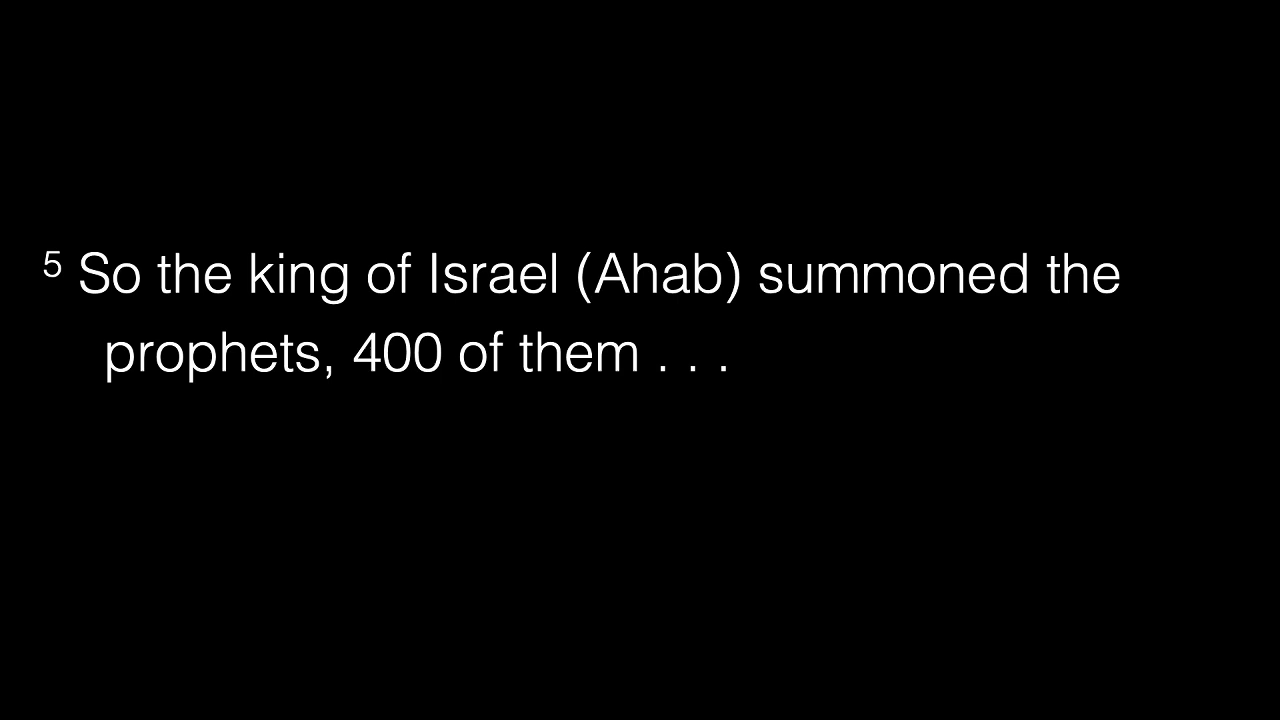 ⁵ So the king of Israel (Ahab) summoned the
prophets, 400 of them . . .